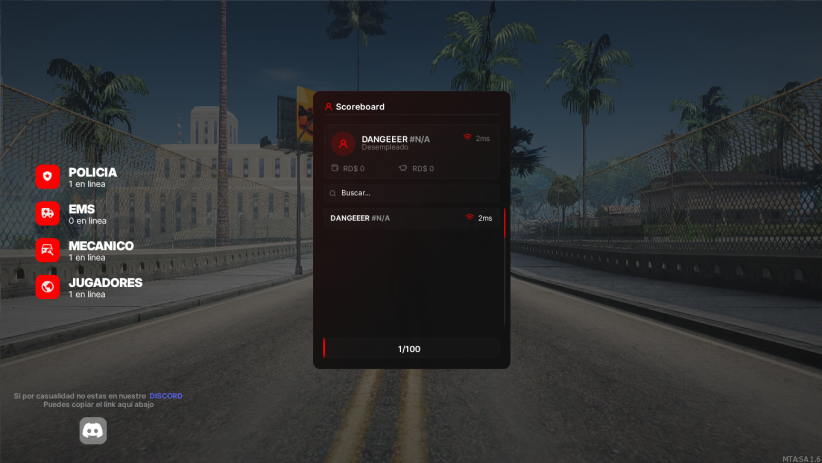 Scoreboard
DANGEEER #N/A
2ms
Desempleado
RD$ 0
RD$ 0
Buscar...
DANGEEER #N/A
2ms
1/100
POLICIA
1 en linea
EMS
0 en linea
MECANICO
1 en linea
JUGADORES
1 en linea
Si por casualidad no estas en nuestro DISCORD
Puedes copiar el link aqui abajo
MTA:SA 1.6